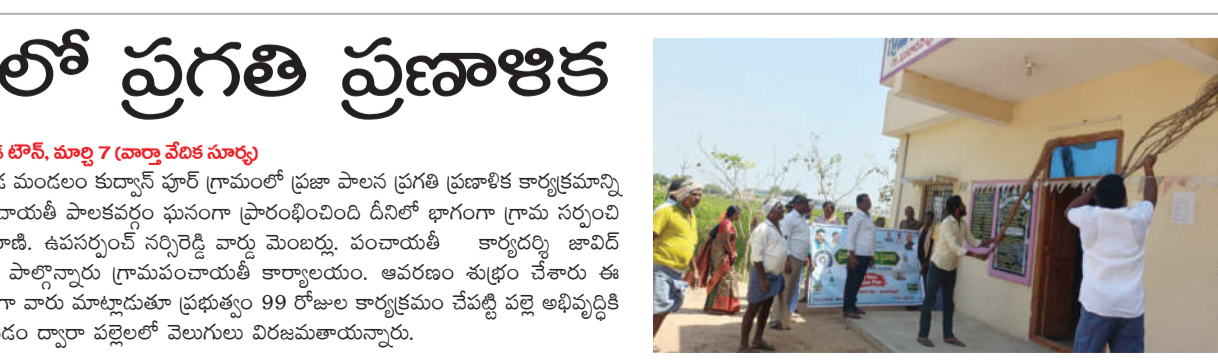 లో ప్రగతి ప్రణాళిక
టౌన్, మార్చి 7 (వార్తా వేదిక సూర్య)
మండలం కుద్వాన్ పూర్ గ్రామంలో ప్రజా పాలన ప్రగతి ప్రణాళిక కార్యక్రమాన్ని
పాలకవర్గం ఘనంగా ప్రారంభించింది దీనిలో భాగంగా గ్రామ సర్పంచి
ఉపసర్పంచ్ నర్సిరెడ్డి వార్డు మెంబర్లు. పంచాయతీ కార్యదర్శి జావిద్
పాల్గొన్నారు గ్రామపంచాయతీ కార్యాలయం. ఆవరణం శుభ్రం చేశారు ఈ
వారు మాట్లాడుతూ ప్రభుత్వం 99 రోజుల కార్యక్రమం చేపట్టి పల్లె అభివృద్ధికి
ద్వారా పల్లెలలో వెలుగులు విరజమతాయన్నారు.